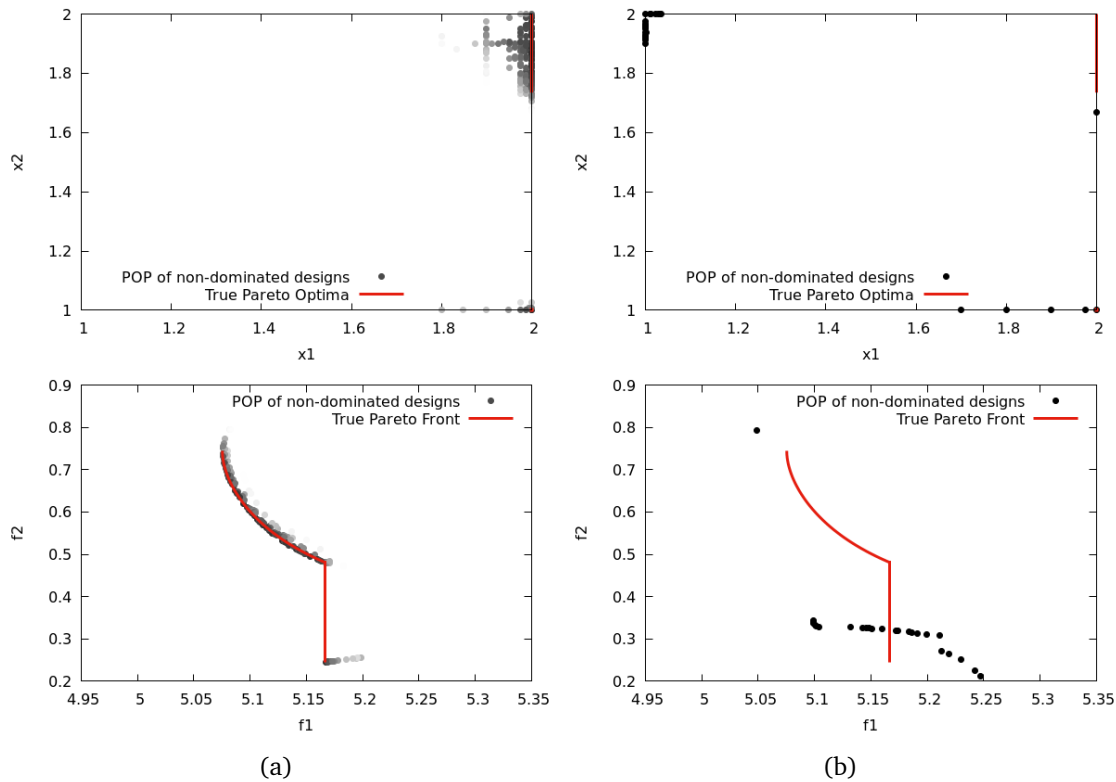 2
1.8
1.6
1.4
1.2
1
x2
POP of non-dominated designs
True Pareto Optima
1 1.2 1.4 1.6 1.8 2
x1
2
1.8
1.6
1.4
1.2
1
x2
POP of non-dominated designs
True Pareto Optima
1 1.2 1.4 1.6 1.8 2
x1
0.9
0.8
0.7
0.6
0.5
0.4
0.3
0.2
f2
POP of non-dominated designs
True Pareto Front
4.95 5 5.05 5.1 5.15 5.2 5.25 5.3 5.35
f1
(a)
0.9
0.8
0.7
0.6
0.5
0.4
0.3
0.2
f2
POP of non-dominated designs
True Pareto Front
4.95 5 5.05 5.1 5.15 5.2 5.25 5.3 5.35
f1
(b)